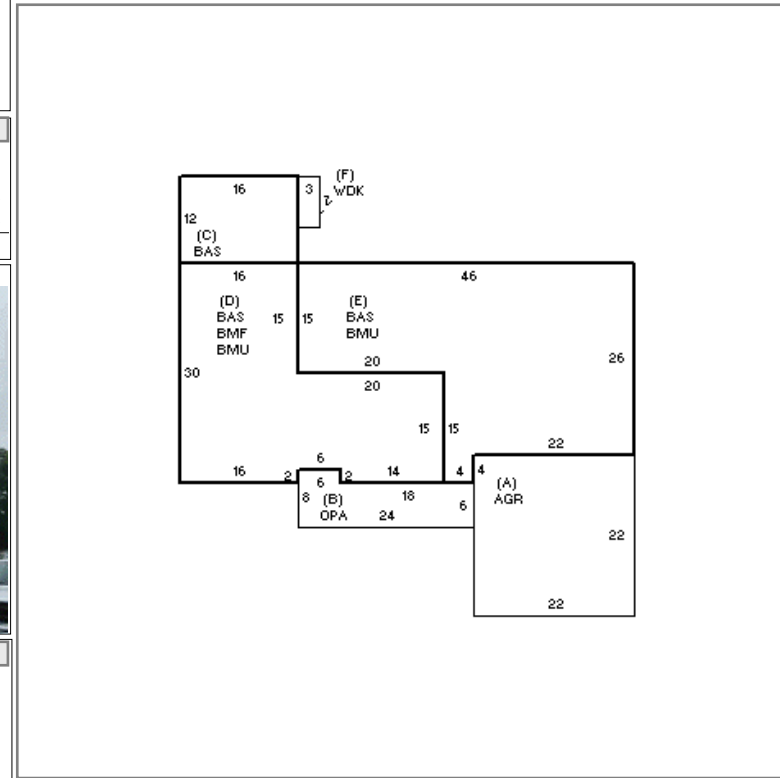 (F)
16 3 WDK
7
12
(C)
BAS
16 46
(D) (E)
BAS 15 15 BAS
BMF BMU
BMU
20 26
30
20
15 15
22
6
16 2 2 14 4 4
6 (A)
8 (B) 18 6 AGR
OPA 24
22
22